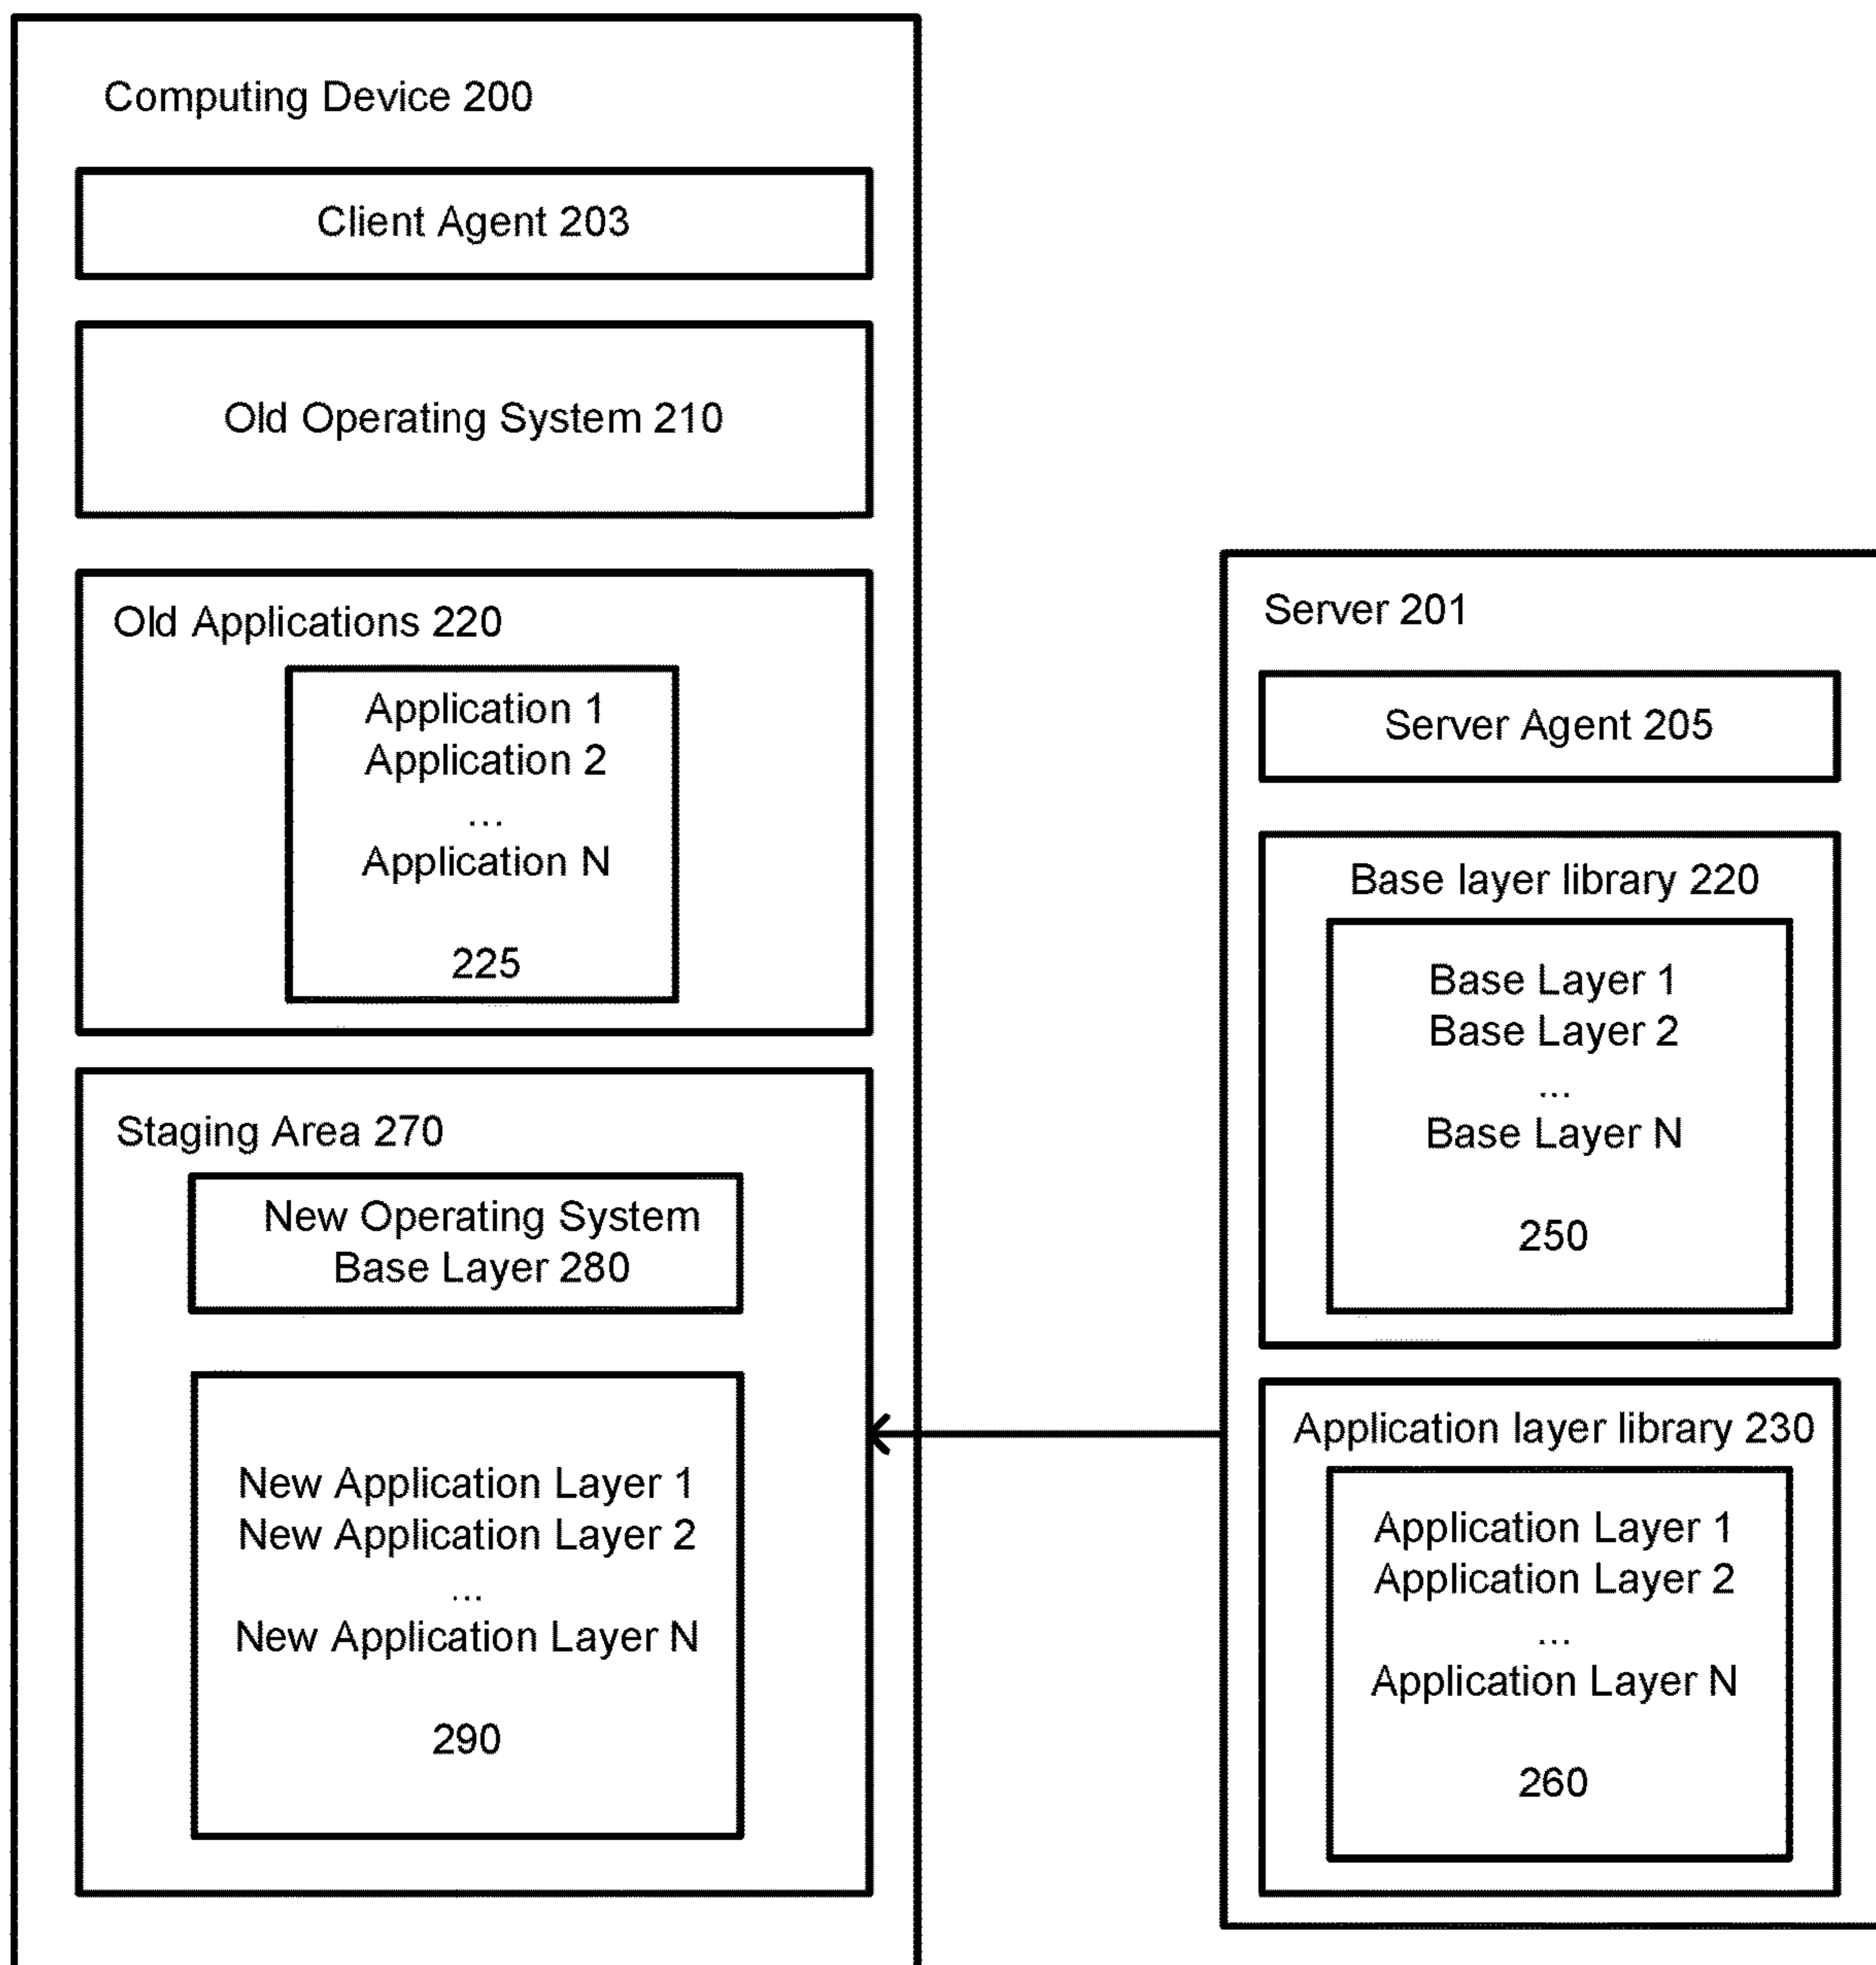 Computing Device 200
Client Agent 203
Old Operating System 210
Old Applications 220
Application 1
Application 2
...
Application N
225
Staging Area 270
New Operating System
Base Layer 280
New Application Layer 1
New Application Layer 2
...
New Application Layer N
290
Server 201
Server Agent 205
Base layer library 220
Base Layer 1
Base Layer 2
...
Base Layer N
250
Application layer library 230
Application Layer 1
Application Layer 2
...
Application Layer N
260